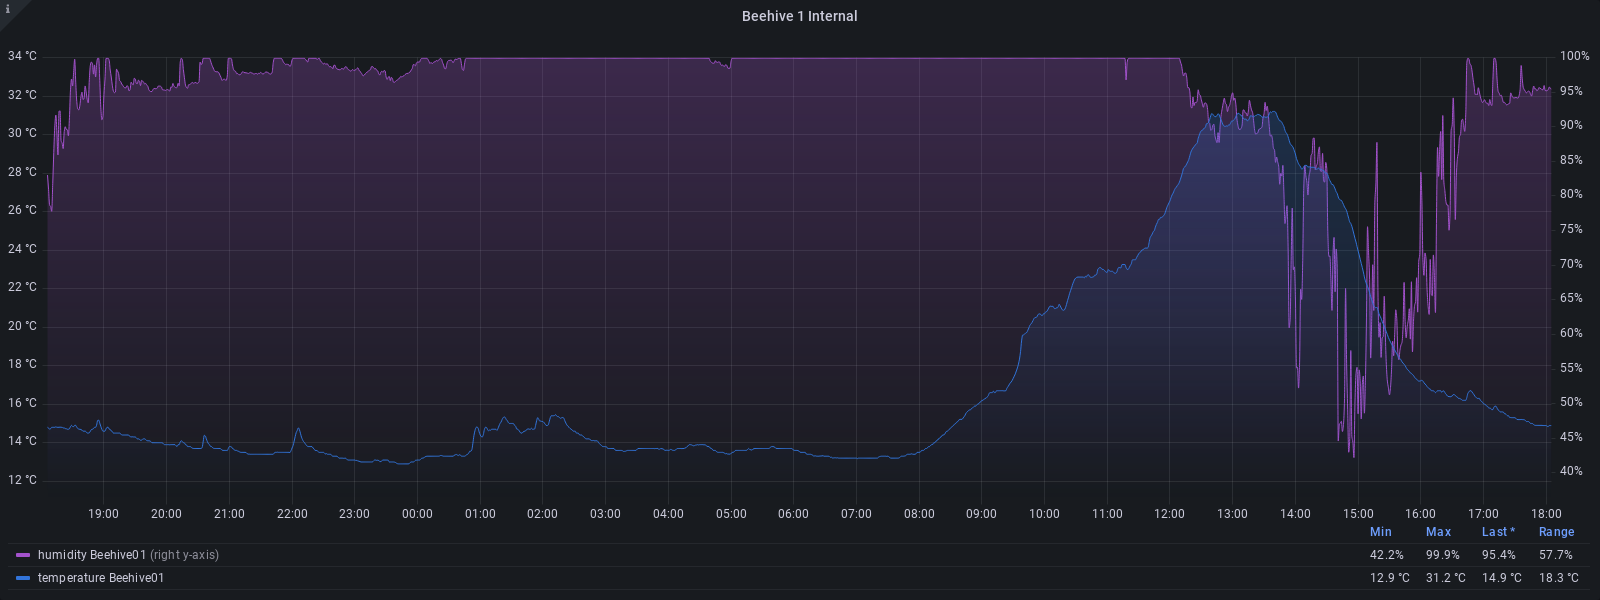 i
Beehive 1 Internal
34 °C 100%
32 °C 95%
30 °C 90%
28 °C 85%
26 °C 80%
24 °C 75%
22 °C 70%
20 °C 65%
18 °C 60%
16 °C 55%
14 °C 50%
12 °C 45%
40%
19:00 20:00 21:00 22:00 23:00 00:00 01:00 02:00 03:00 04:00 05:00 06:00 07:00 08:00 09:00 10:00 11:00 12:00 13:00 14:00 15:00 16:00 17:00 18:00
Min Max Last * Range
humidity Beehive01 (right y-axis) 42.2% 99.9% 95.4% 57.7%
temperature Beehive01 12.9 °C 31.2 °C 14.9 °C 18.3 °C